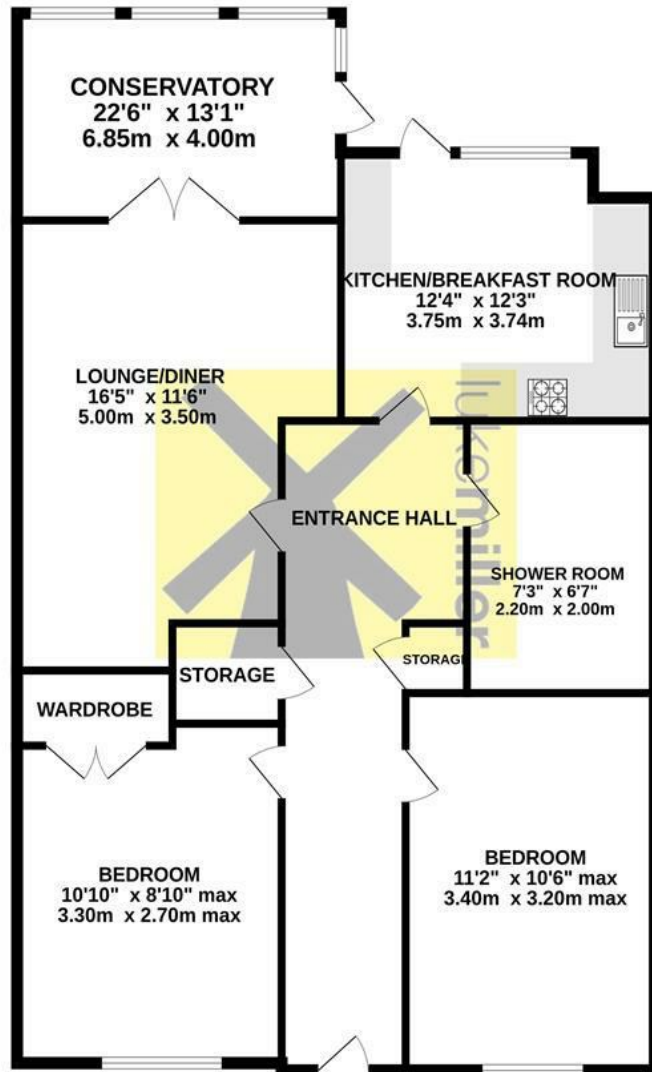 CONSERVATORY
22'6" x 13'1"
6.85m x 4.00m
KITCHEN/BREAKFAST ROOM
12'4" x 12'3"
3.75m x 3.74m
LOUNGE/DINER
16'5" x 11'6"
5.00m x 3.50m
lukemiller
ENTRANCE HALL
SHOWER ROOM
7'3" x 6'7"
2.20m x 2.00m
STORAGE
STORAGE
WARDROBE
BEDROOM
10'10" x 8'10" max
3.30m x 2.70m max
BEDROOM
11'2" x 10'6" max
3.40m x 3.20m max